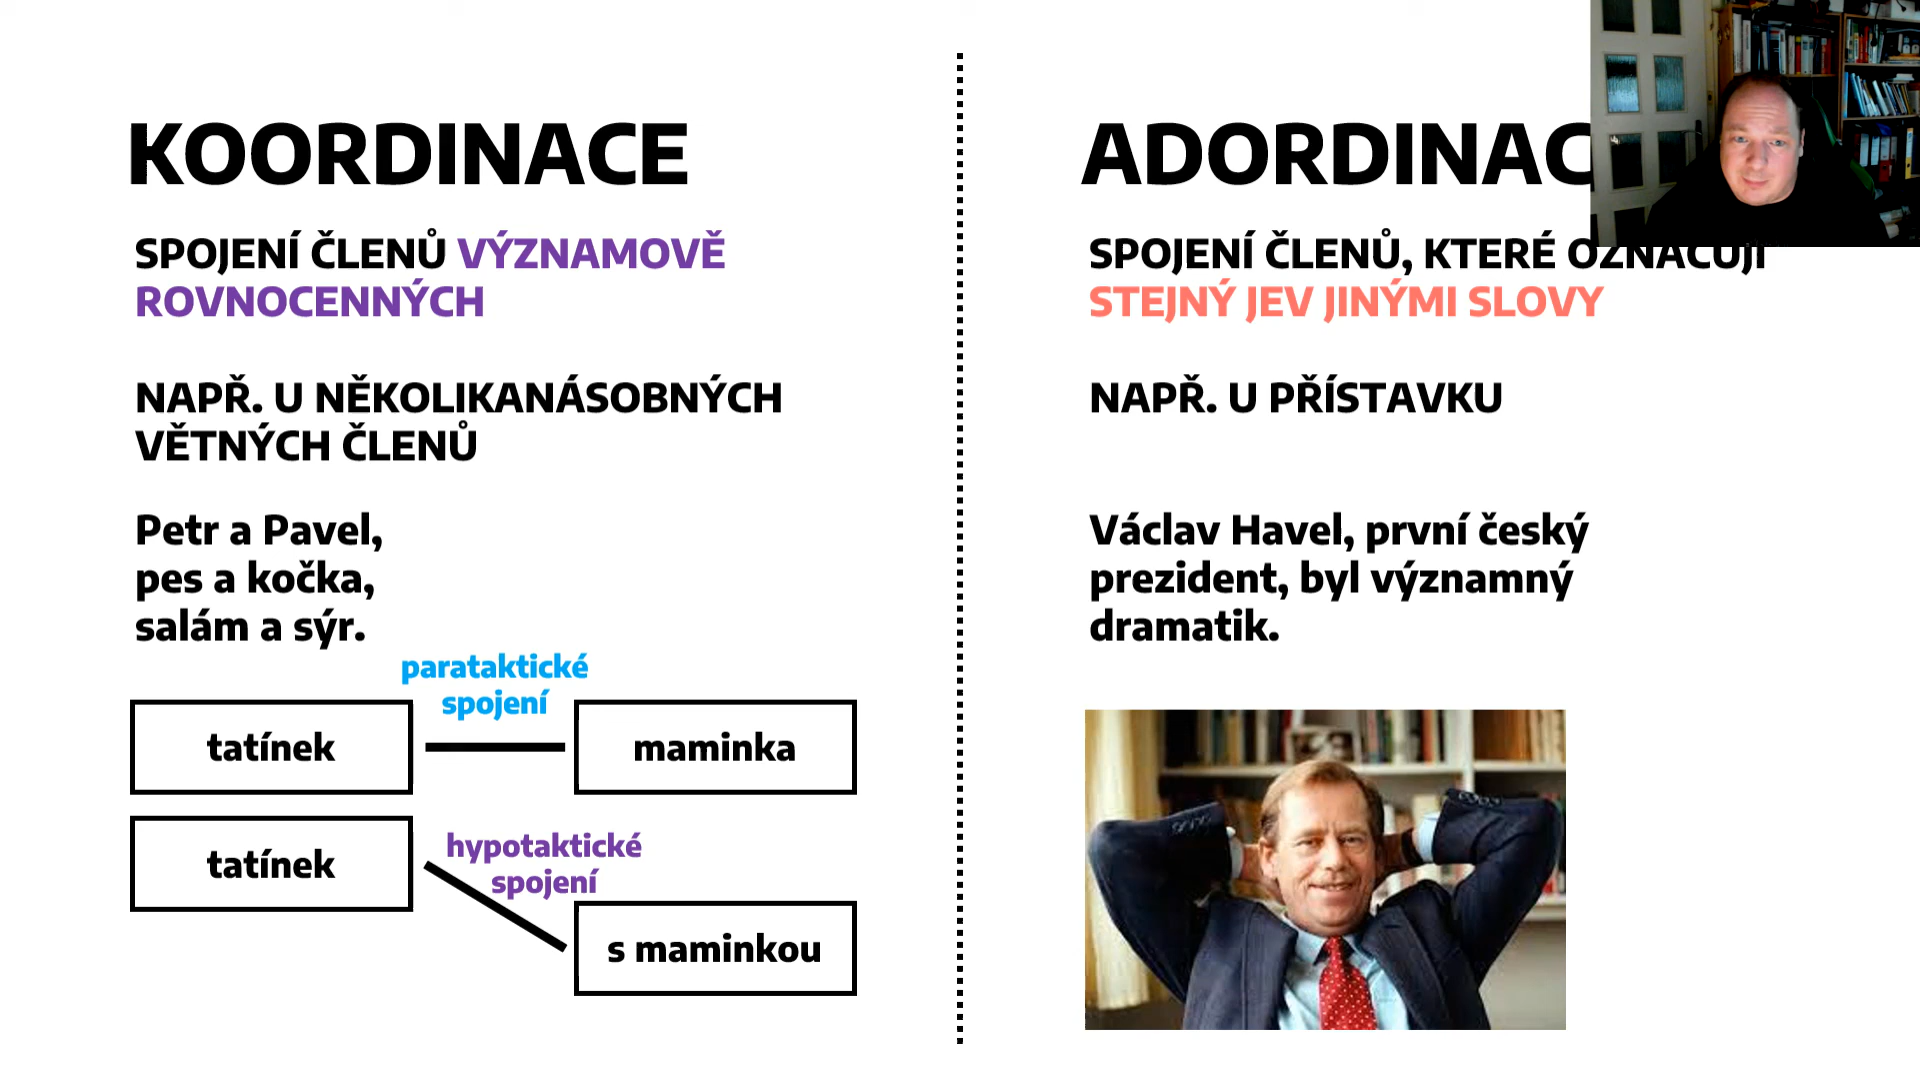 KOORDINACE
SPOJENÍ ČLENŮ VÝZNAMOVĚ
ROVNOCENNÝCH
NAPŘ. U NĚKOLIKANÁSOBNÝCH
VĚTNÝCH ČLENŮ
Petr a Pavel,
pes a kočka,
salám a sýr.
parataktické
spojení
tatínek
maminka
tatínek
hypotaktické
spojení
s maminkou
ADORDINAC
SPOJENÍ ČLENŮ, KTERÉ OZNAČUJÍ
STEJNÝ JEV JINÝMI SLOVY
NAPŘ. U PŘÍSTAVKU
Václav Havel, první český
prezident, byl významný
dramatik.